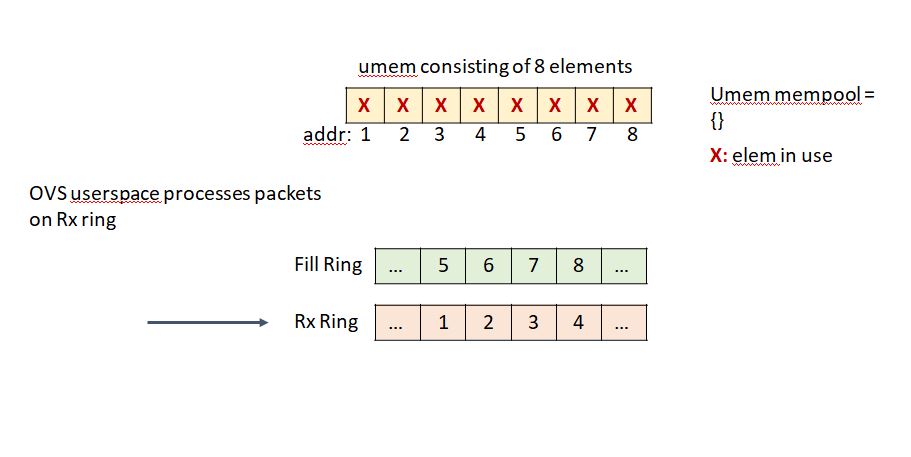 umem consisting of 8 elements
X X X X X X X X
addr: 1 2 3 4 5 6 7 8
Umem mempool =
{}
X: elem in use
OVS userspace processes packets
on Rx ring
Fill Ring ... 5 6 7 8 ...
Rx Ring ... 1 2 3 4 ...